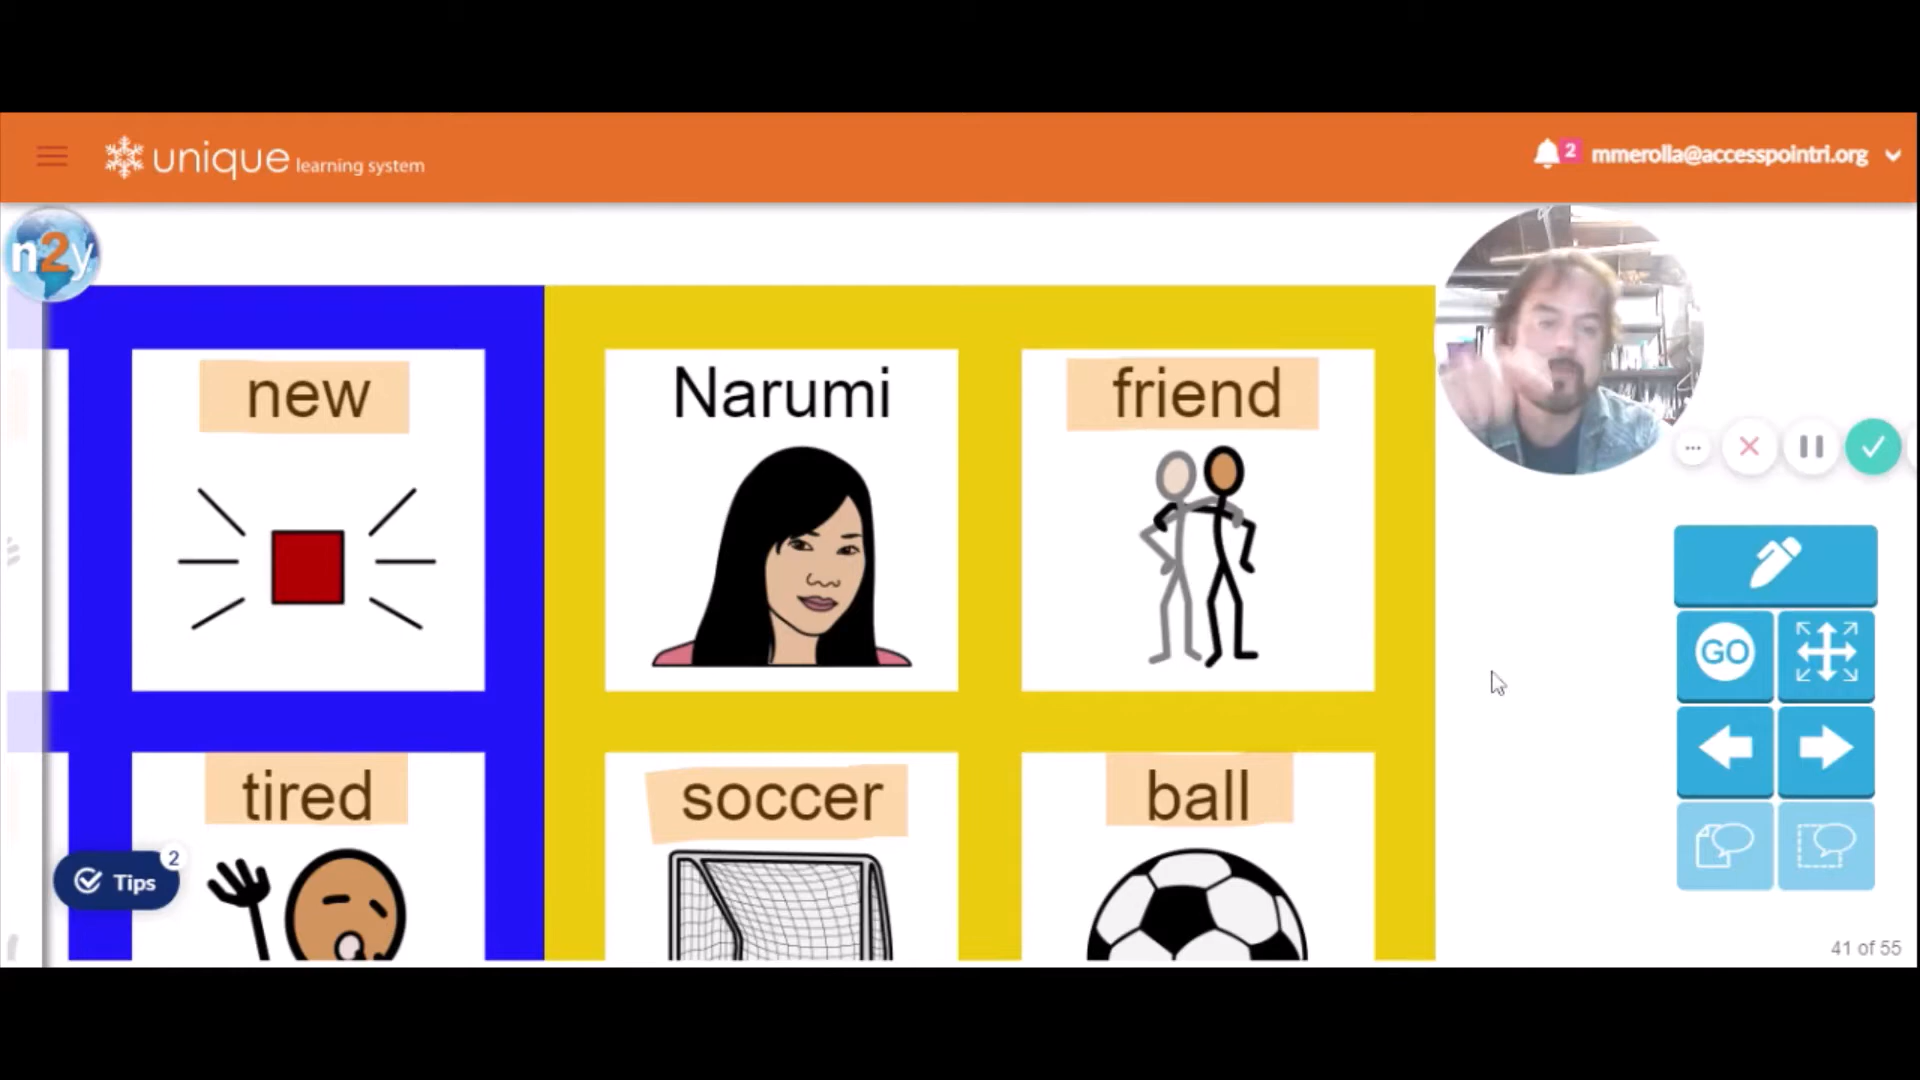 unique learning system
2
mmerolla@accesspointri.org
n2y
new
Narumi
friend
GO
tired
soccer
ball
2
Tips
41 of 55